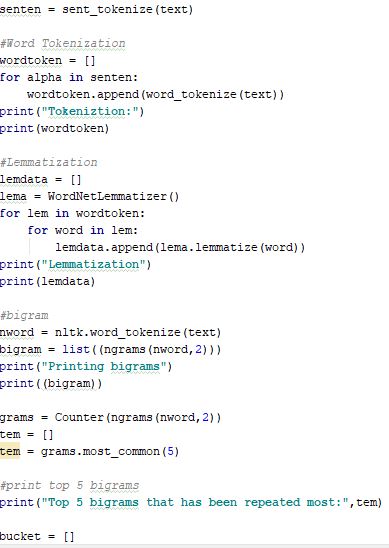 senten = sent_tokenize(text)
#Word Tokenization
wordtoken = []
for alpha in senten:
    wordtoken.append(word_tokenize(text))
print("Tokeniztion:")
print(wordtoken)
#Lemmatization
lemdata = []
lema = WordNetLemmatizer()
for lem in wordtoken:
    for word in lem:
        lemdata.append(lema.lemmatize(word))
print("Lemmatization")
print(lemdata)
#bigram
nword = nltk.word_tokenize(text)
bigram = list((ngrams(nword,2)))
print("Printing bigrams")
print((bigram))
grams = Counter(ngrams(nword,2))
tem = []
tem = grams.most_common(5)
#print top 5 bigrams
print("Top 5 bigrams that has been repeated most:",tem)
bucket = []